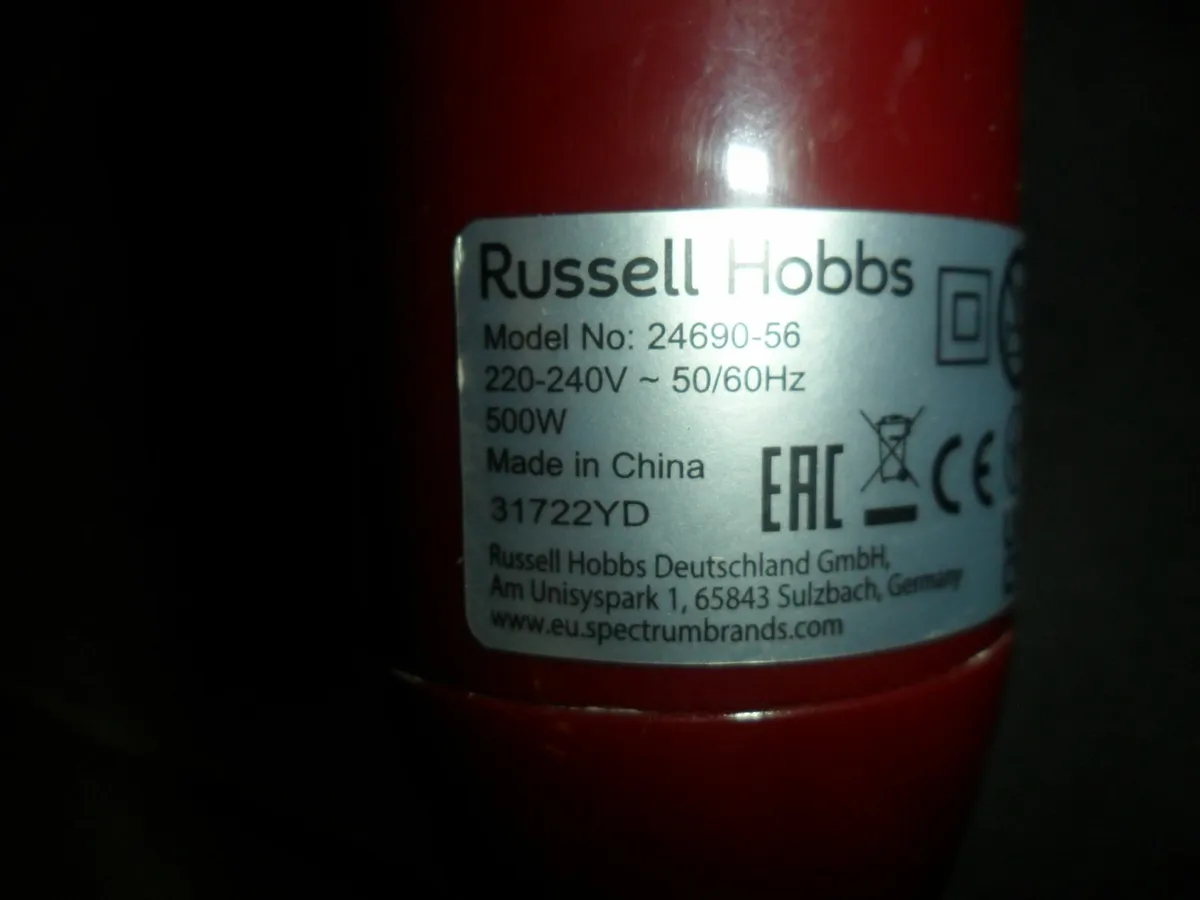 Russell Hobbs
Model No: 24690-56
220-240V ~ 50/60Hz
500W
Made in China
31722YD
EAC
CE
Russell Hobbs Deutschland GmbH,
Am Unisyspark 1, 65843 Sulzbach, Germany
www.eu.spectrumbrands.com